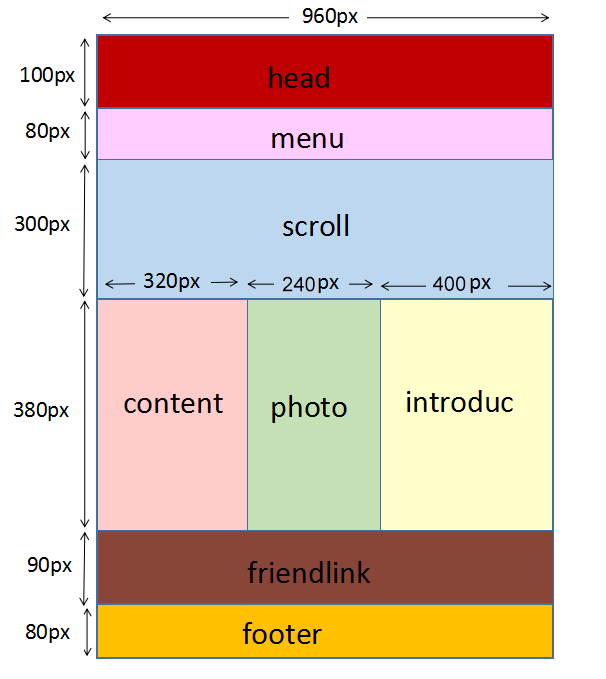 960px
100px
head
80px
menu
300px
scroll
320px
240px
400px
380px
content
photo
introduc
90px
friendlink
80px
footer